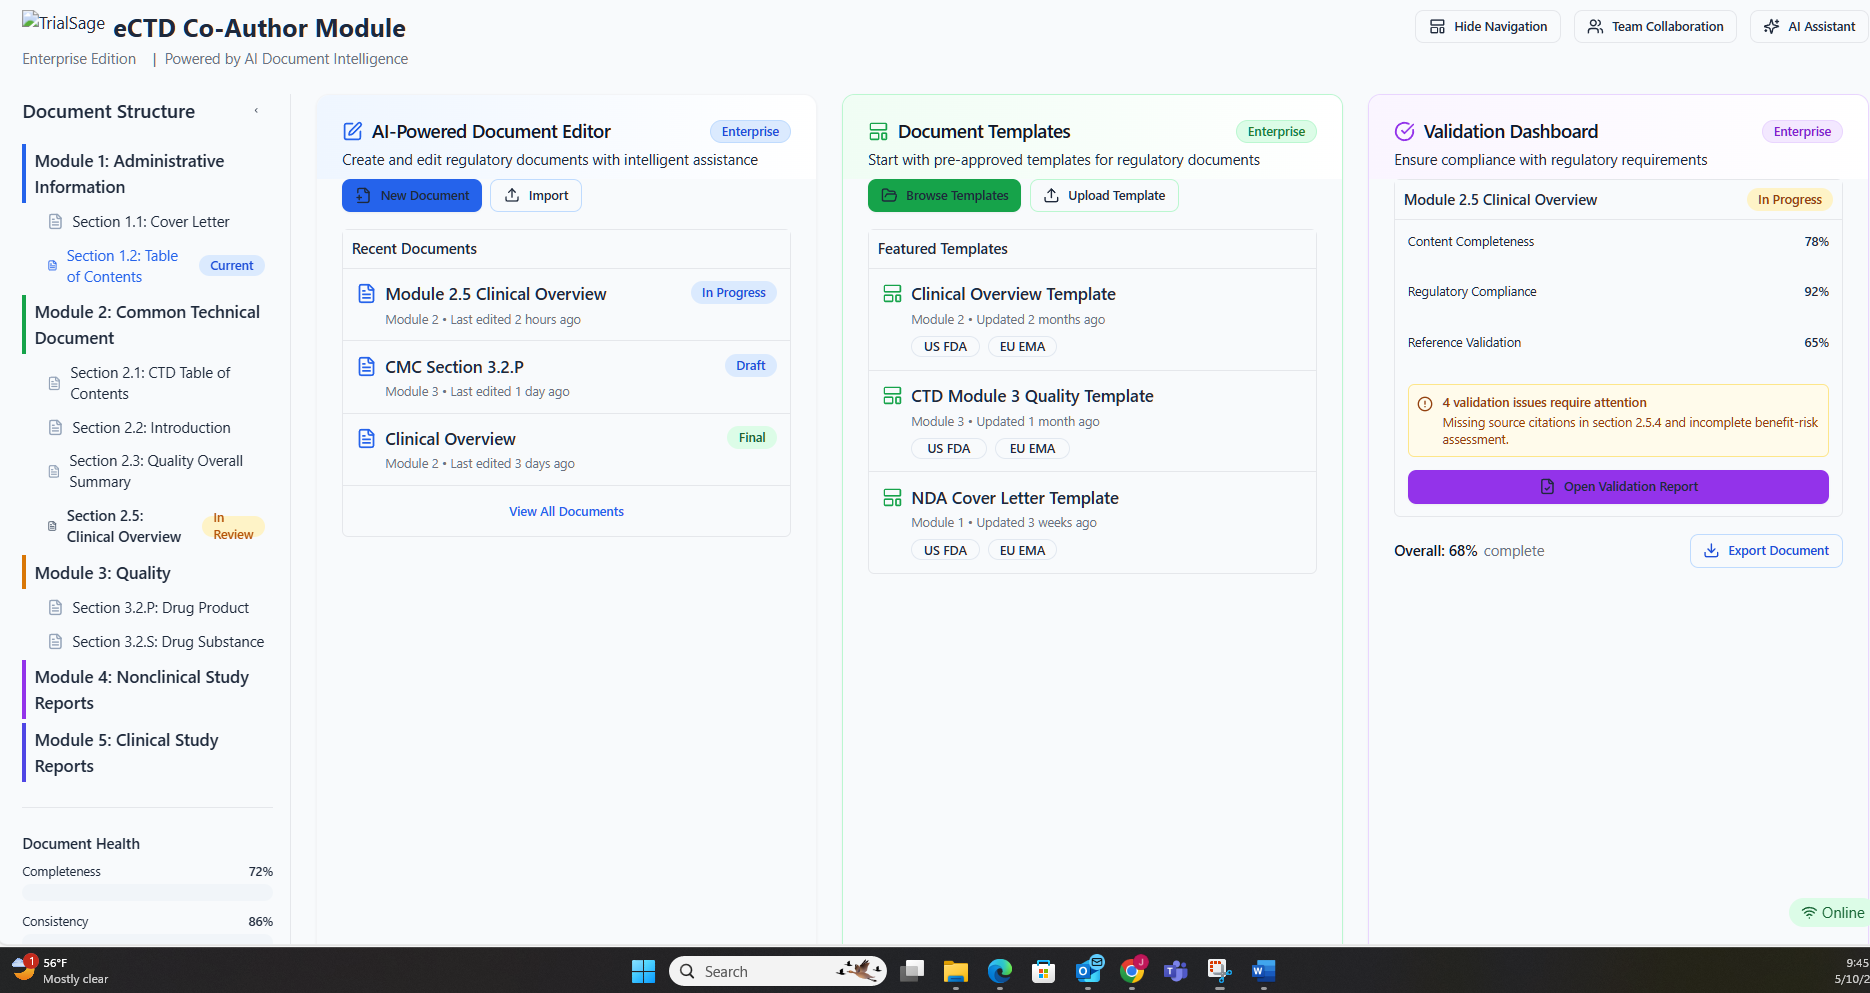 TrialSage
eCTD Co-Author Module
Enterprise Edition | Powered by AI Document Intelligence
Hide Navigation
Team Collaboration
AI Assistant
Document Structure
Module 1: Administrative
Information
Section 1.1: Cover Letter
Section 1.2: Table
of Contents
Current
Module 2: Common Technical
Document
Section 2.1: CTD Table of
Contents
Section 2.2: Introduction
Section 2.3: Quality Overall
Summary
Section 2.5:
Clinical Overview
In
Review
Module 3: Quality
Section 3.2.P: Drug Product
Section 3.2.S: Drug Substance
Module 4: Nonclinical Study
Reports
Module 5: Clinical Study
Reports
Document Health
Completeness 72%
Consistency 86%
AI-Powered Document Editor
Enterprise
Create and edit regulatory documents with intelligent assistance
New Document
Import
Recent Documents
Module 2.5 Clinical Overview
In Progress
Module 2 • Last edited 2 hours ago
CMC Section 3.2.P
Draft
Module 3 • Last edited 1 day ago
Clinical Overview
Final
Module 2 • Last edited 3 days ago
View All Documents
Document Templates
Enterprise
Start with pre-approved templates for regulatory documents
Browse Templates
Upload Template
Featured Templates
Clinical Overview Template
Module 2 • Updated 2 months ago
US FDA
EU EMA
CTD Module 3 Quality Template
Module 3 • Updated 1 month ago
US FDA
EU EMA
NDA Cover Letter Template
Module 1 • Updated 3 weeks ago
US FDA
EU EMA
Validation Dashboard
Enterprise
Ensure compliance with regulatory requirements
Module 2.5 Clinical Overview
In Progress
Content Completeness 78%
Regulatory Compliance 92%
Reference Validation 65%
4 validation issues require attention
Missing source citations in section 2.5.4 and incomplete benefit-risk
assessment.
Open Validation Report
Overall: 68% complete
Export Document
Online
1
56°F
Mostly clear
Search
9:45
5/10/2